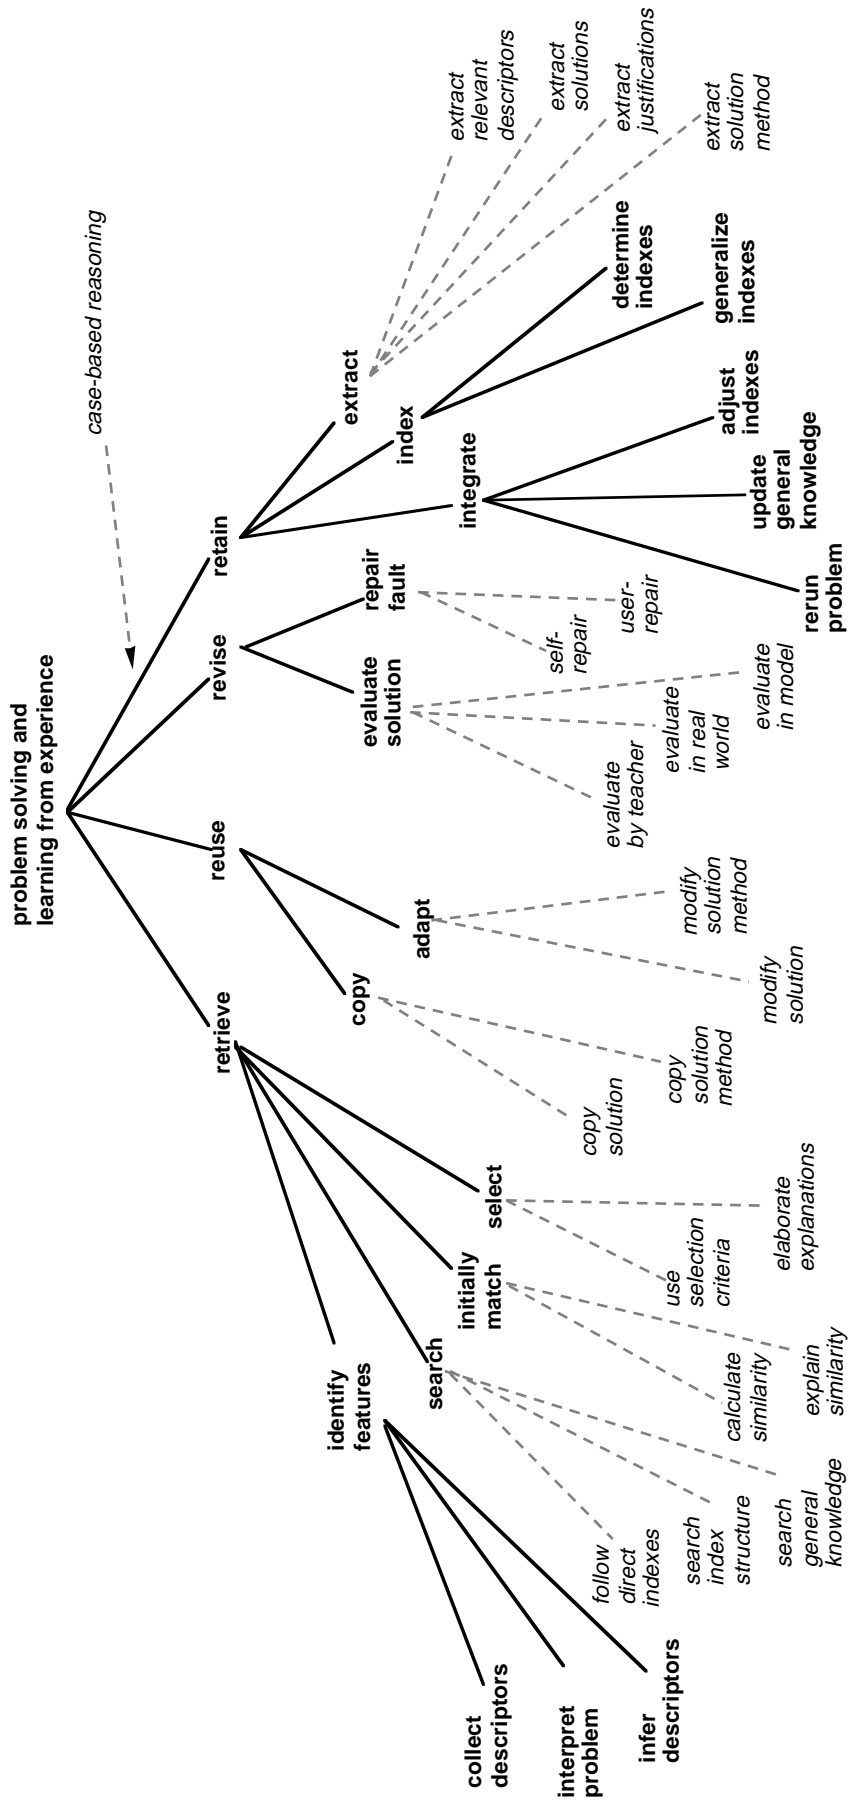 problem solving and
learning from experience
case-based reasoning
retrieve
reuse
revise
retain
identify
features
search
initially
match
select
copy
adapt
evaluate
solution
repair
fault
integrate
index
extract
collect
descriptors
interpret
problem
infer
descriptors
follow
direct
indexes
search
index
structure
search
general
knowledge
calculate
similarity
explain
similarity
use
selection
criteria
elaborate
explanations
copy
solution
copy
solution
method
modify
solution
modify
solution
method
evaluate
by teacher
evaluate
in real
world
evaluate
in model
self-
repair
user-
repair
rerun
problem
update
general
knowledge
adjust
indexes
generalize
indexes
determine
indexes
extract
relevant
descriptors
extract
solutions
extract
justifications
extract
solution
method